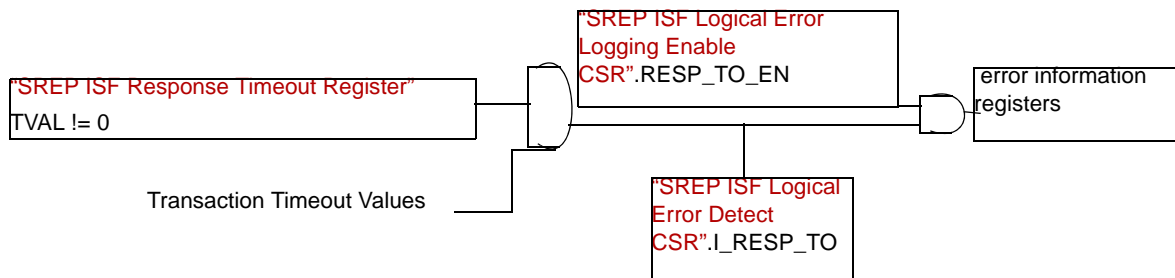 “SREP ISF Logical Error
Logging Enable
CSR”.RESP_TO_EN
“SREP ISF Response Timeout Register”
TVAL != 0
error information
registers
Transaction Timeout Values
“SREP ISF Logical
Error Detect
CSR”.I_RESP_TO